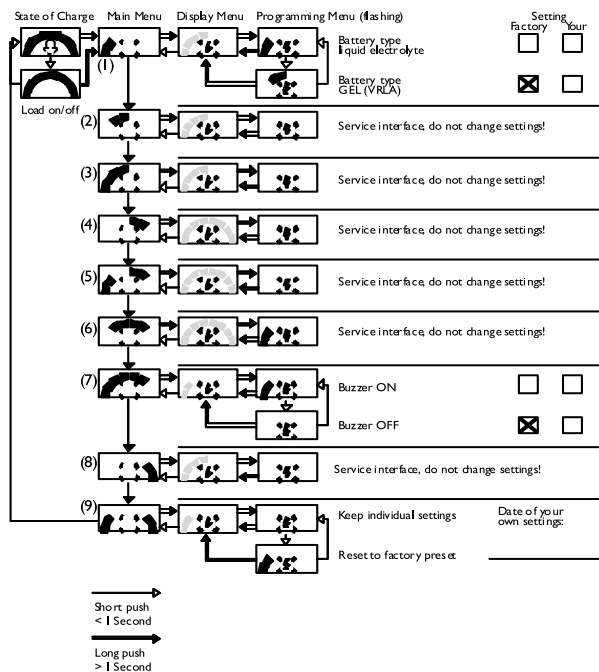 State of Charge Main Menu Display Menu Programming Menu (flashing) Setting
Factory Your
Battery type
liquid electrolyte
(1)
Battery type
GEL (VRLA)
Load on/off
(2) Service interface, do not change settings!
(3) Service interface, do not change settings!
(4) Service interface, do not change settings!
(5) Service interface, do not change settings!
(6) Service interface, do not change settings!
(7) Buzzer ON
Buzzer OFF
(8) Service interface, do not change settings!
(9) Keep individual settings Date of your
own settings:
Reset to factory preset
Short push
< 1 Second
Long push
> 1 Second